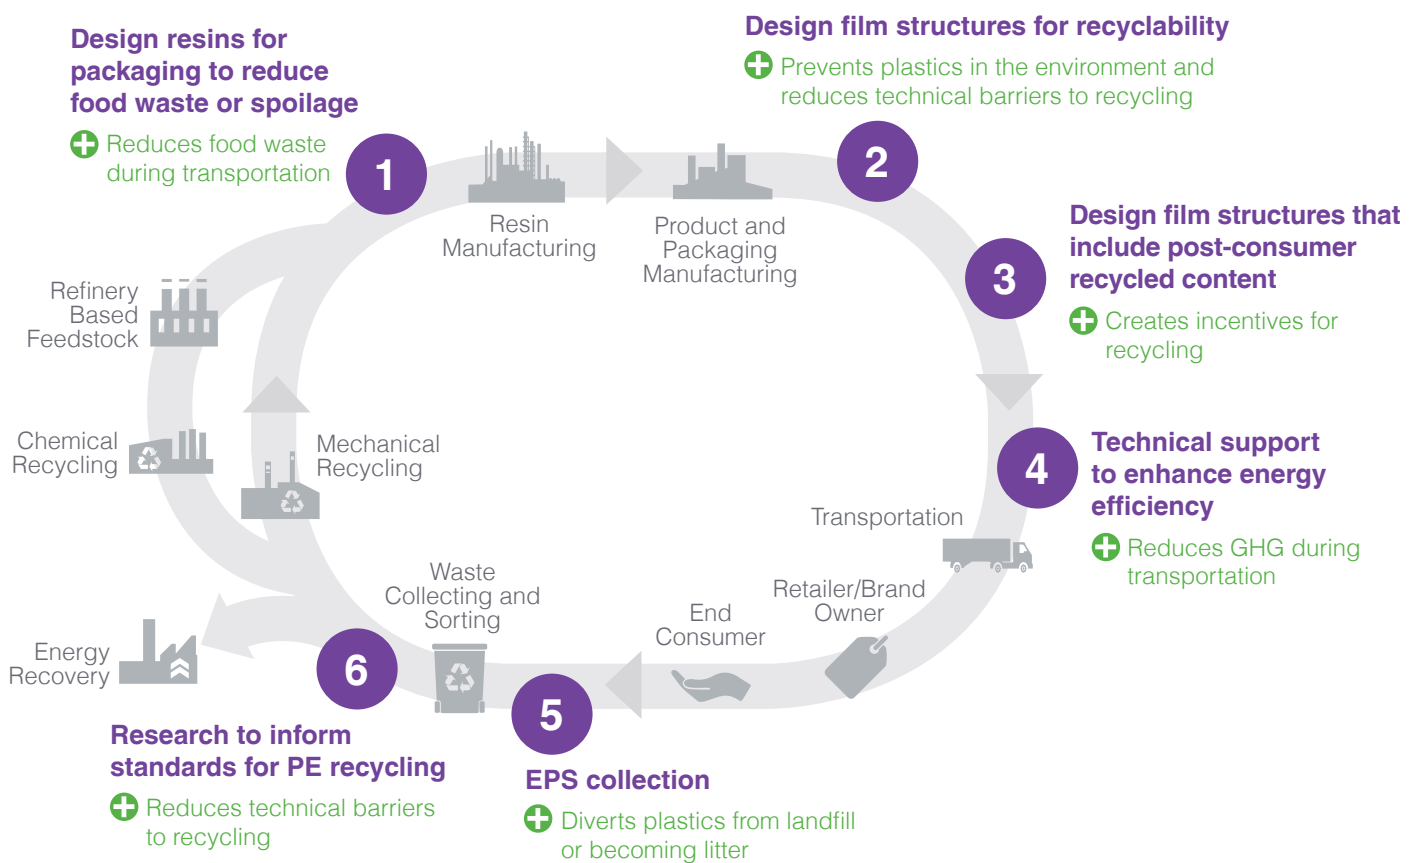 Design resins for
packaging to reduce
food waste or spoilage
Reduces food waste
during transportation
1
Resin
Manufacturing
Product and
Packaging
Manufacturing
Design film structures for recyclability
Prevents plastics in the environment and
reduces technical barriers to recycling
2
Design film structures that
include post-consumer
recycled content
Creates incentives for
recycling
3
Technical support
to enhance energy
efficiency
Reduces GHG during
transportation
4
Transportation
Retailer/Brand
Owner
End
Consumer
5
EPS collection
Diverts plastics from landfill
or becoming litter
Waste
Collecting and
Sorting
6
Research to inform
standards for PE recycling
Reduces technical barriers
to recycling
Energy
Recovery
Mechanical
Recycling
Chemical
Recycling
Refinery
Based
Feedstock